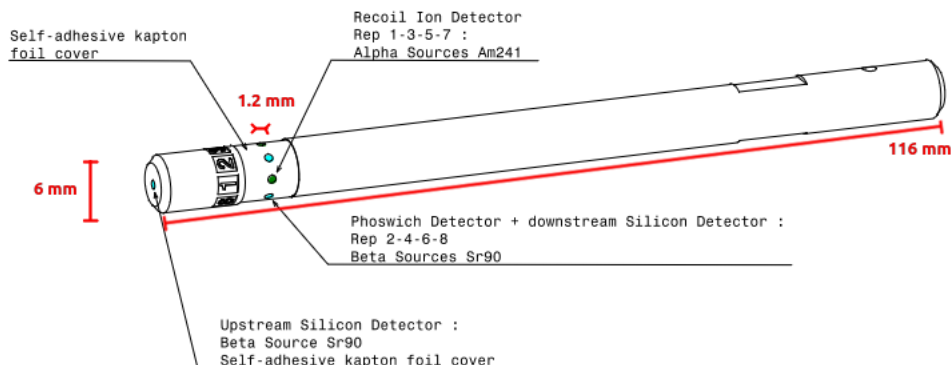 Recoil Ion Detector
Rep 1-3-5-7 :
Alpha Sources Am241
Self-adhesive kapton
foil cover
1.2 mm
1 2
6 mm
116 mm
Phoswich Detector + downstream Silicon Detector :
Rep 2-4-6-8
Beta Sources Sr90
Upstream Silicon Detector :
Beta Source Sr90
Self-adhesive kapton foil cover